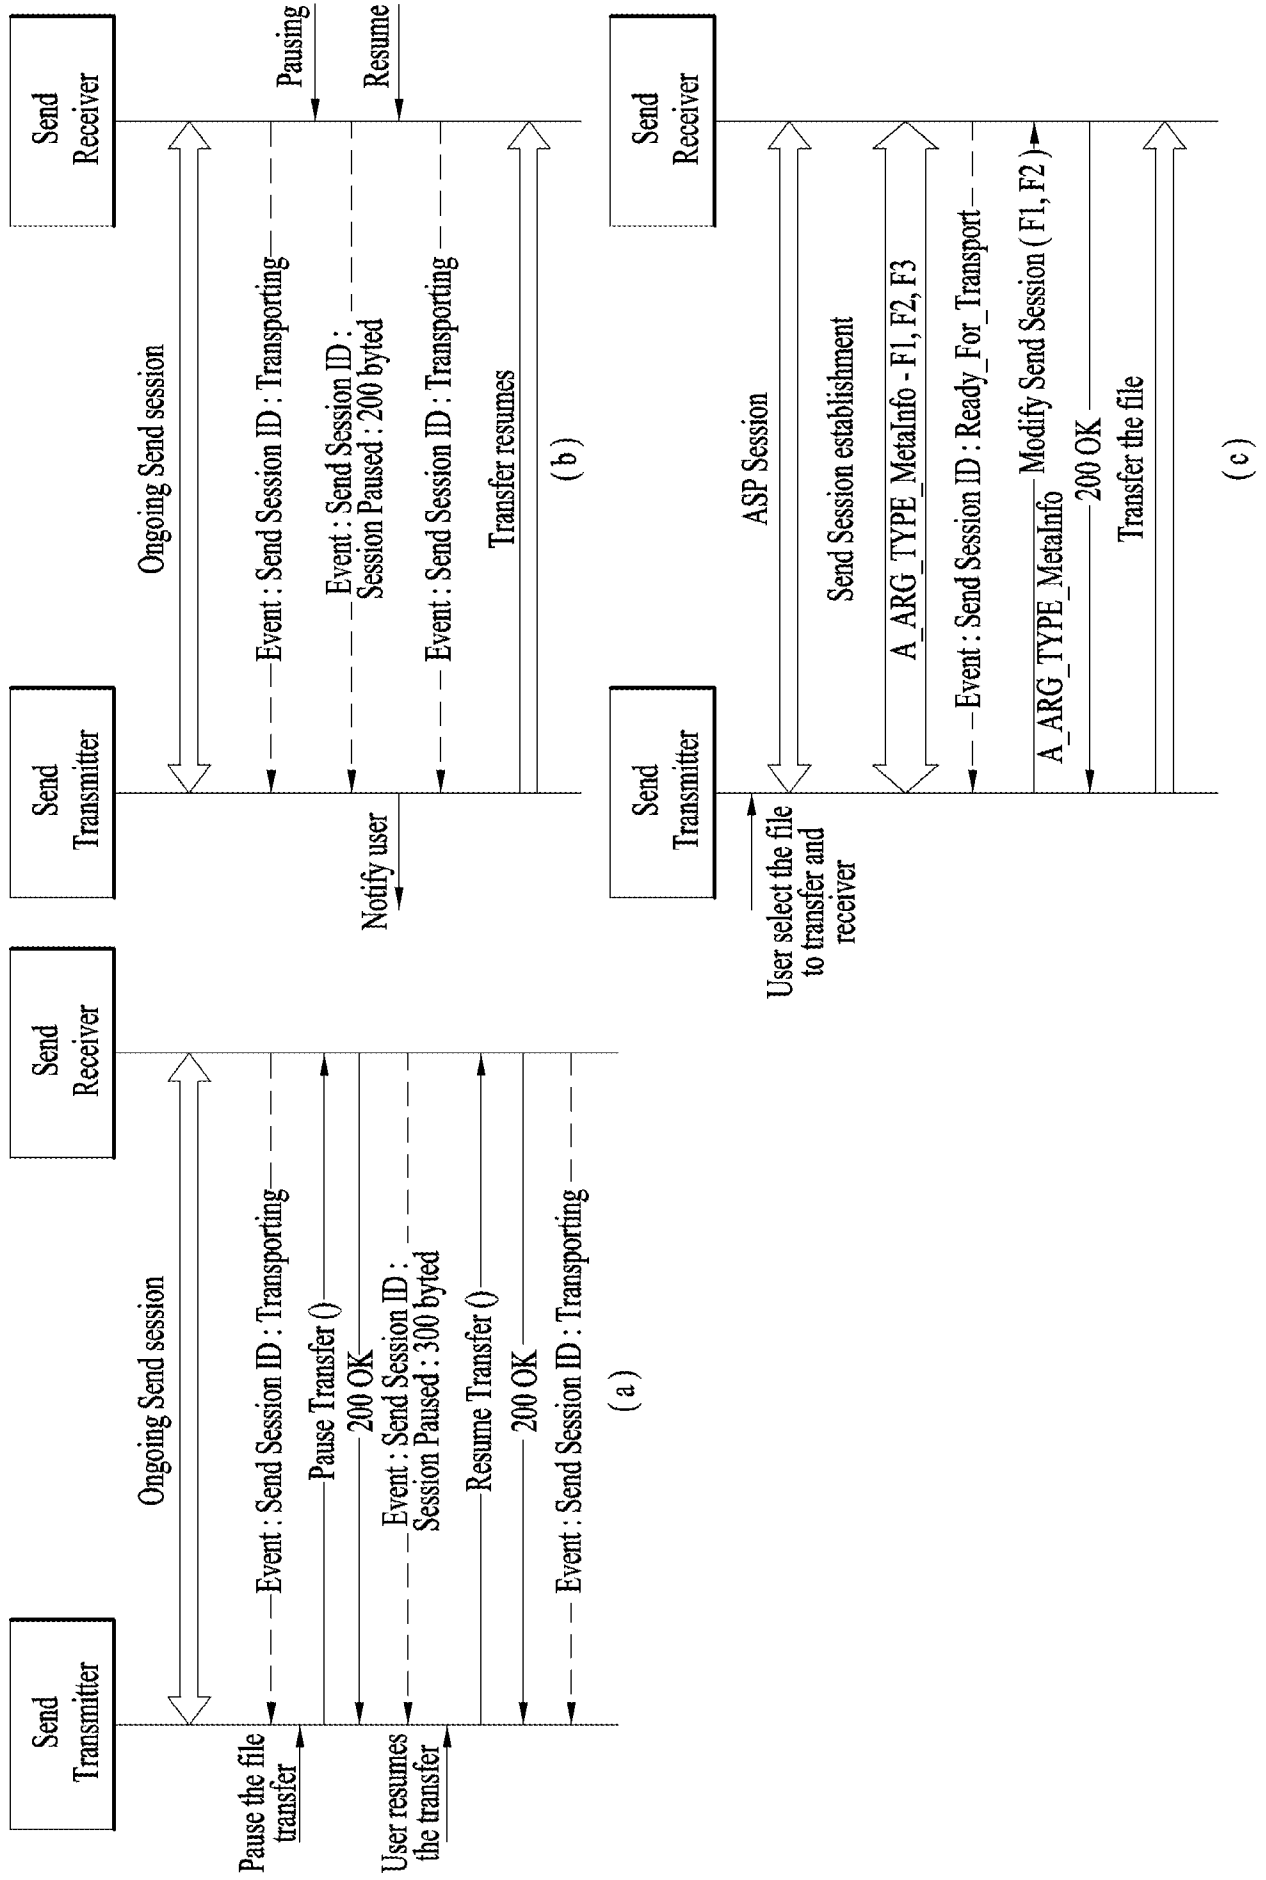 Send
Transmitter
Send
Receiver
Ongoing Send session
Event : Send Session ID : Transporting
Pause the file
transfer
Pause Transfer ()
200 OK
Event : Send Session ID :
Session Paused : 300 byted
User resumes
the transfer
Resume Transfer ()
200 OK
Event : Send Session ID : Transporting
( a )
Send
Transmitter
Send
Receiver
Ongoing Send session
Event : Send Session ID : Transporting
Pausing
Event : Send Session ID :
Session Paused : 200 byted
Notify user
Resume
Event : Send Session ID : Transporting
Transfer resumes
( b )
Send
Transmitter
Send
Receiver
User select the file
to transfer and
receiver
ASP Session
Send Session establishment
A_ARG_TYPE_MetaInfo - F1, F2, F3
Event : Send Session ID : Ready_For_Transport
Modify Send Session ( F1, F2 )
A_ARG_TYPE_MetaInfo
200 OK
Transfer the file
( c )